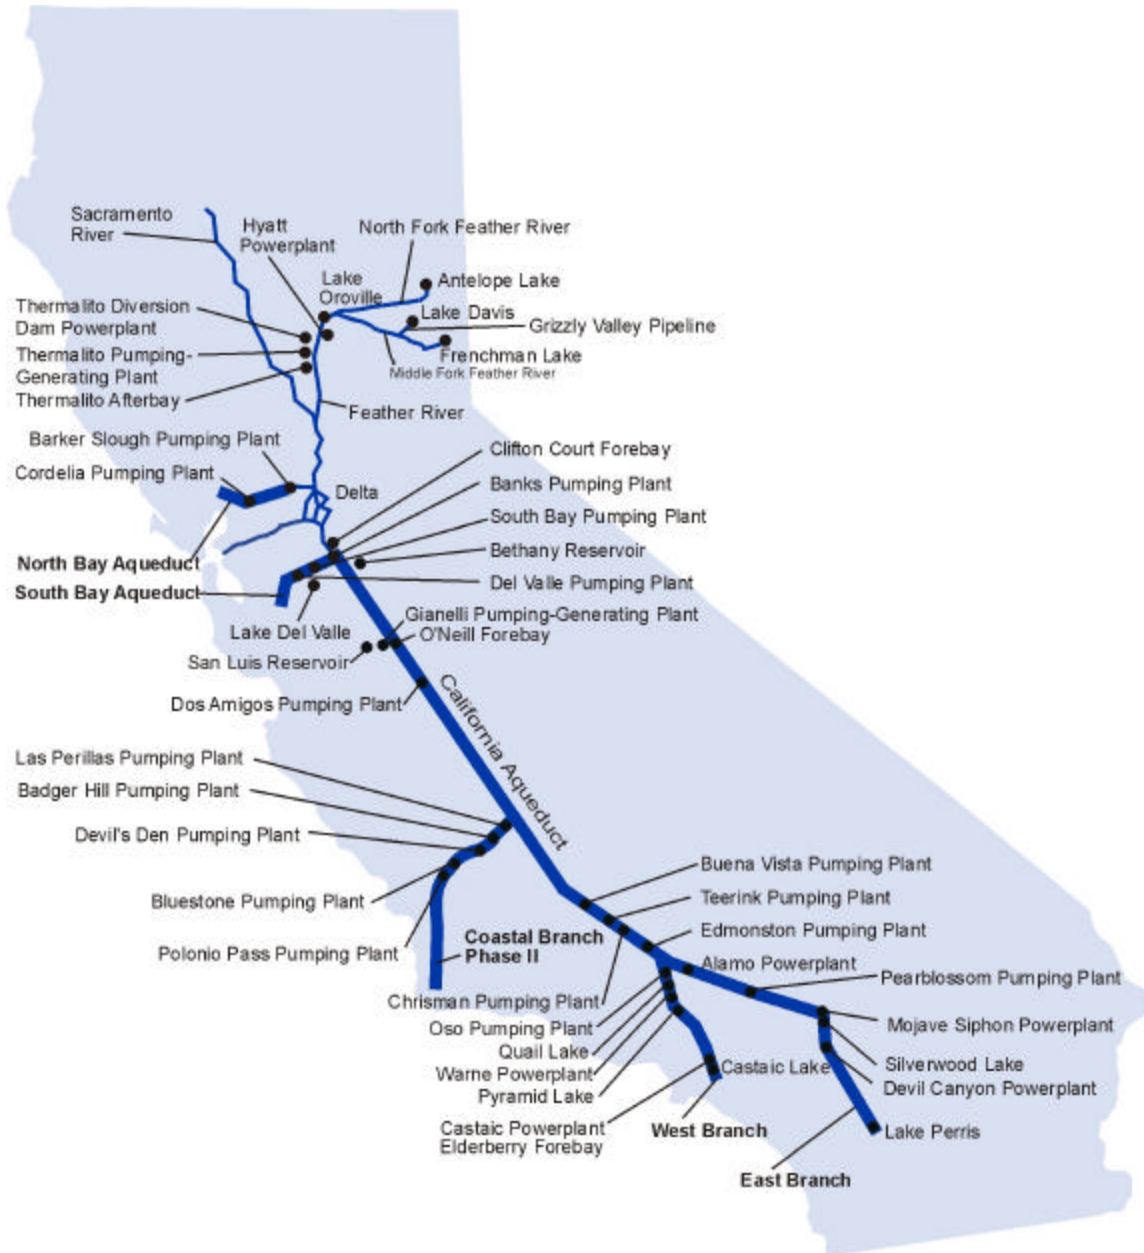 Sacramento
River
Hyatt
Powerplant
North Fork Feather River
Lake
Oroville
Antelope Lake
Thermalito Diversion
Dam Powerplant
Lake Davis
Grizzly Valley Pipeline
Thermalito Pumping-
Generating Plant
Frenchman Lake
Middle Fork Feather River
Thermalito Afterbay
Feather River
Barker Slough Pumping Plant
Clifton Court Forebay
Cordelia Pumping Plant
Banks Pumping Plant
Delta
South Bay Pumping Plant
Bethany Reservoir
North Bay Aqueduct
Del Valle Pumping Plant
South Bay Aqueduct
Gianelli Pumping-Generating Plant
Lake Del Valle
O'Neill Forebay
San Luis Reservoir
Dos Amigos Pumping Plant
California Aqueduct
Las Perillas Pumping Plant
Badger Hill Pumping Plant
Devil's Den Pumping Plant
Buena Vista Pumping Plant
Bluestone Pumping Plant
Teerink Pumping Plant
Edmonston Pumping Plant
Polonio Pass Pumping Plant
Coastal Branch
Phase II
Alamo Powerplant
Pearblossom Pumping Plant
Chrisman Pumping Plant
Oso Pumping Plant
Mojave Siphon Powerplant
Quail Lake
Silverwood Lake
Warne Powerplant
Castaic Lake
Devil Canyon Powerplant
Pyramid Lake
Castaic Powerplant
Elderberry Forebay
West Branch
Lake Perris
East Branch